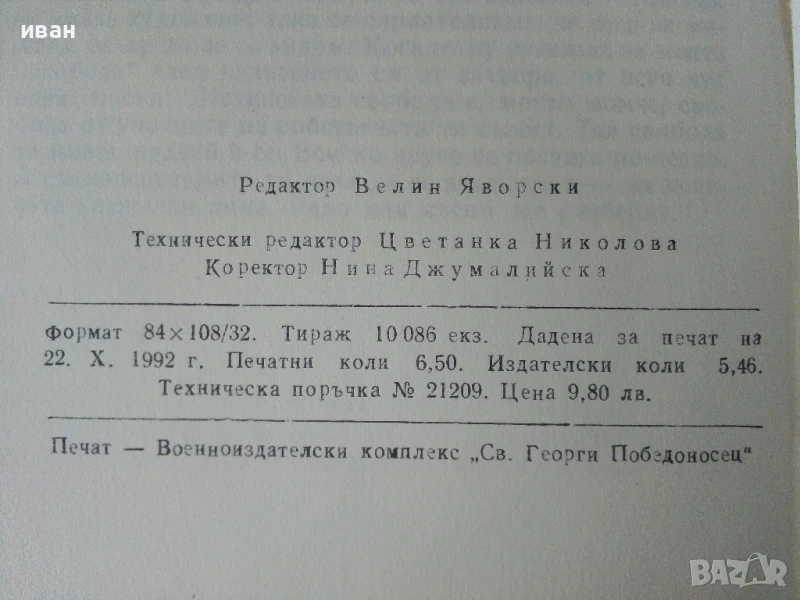 иван
Редактор Велин Яворски
Технически редактор Цветанка Николова
Коректор Нина Джумалийска
Формат 84×108/32. Тираж 10 086 екз. Дадена за печат на
22. X. 1992 г. Печатни коли 6,50. Издателски коли 5,46.
Техническа поръчка № 21209. Цена 9,80 лв.
Печат — Военноиздателски комплекс „Св. Георги Победоносец“
BAZAR